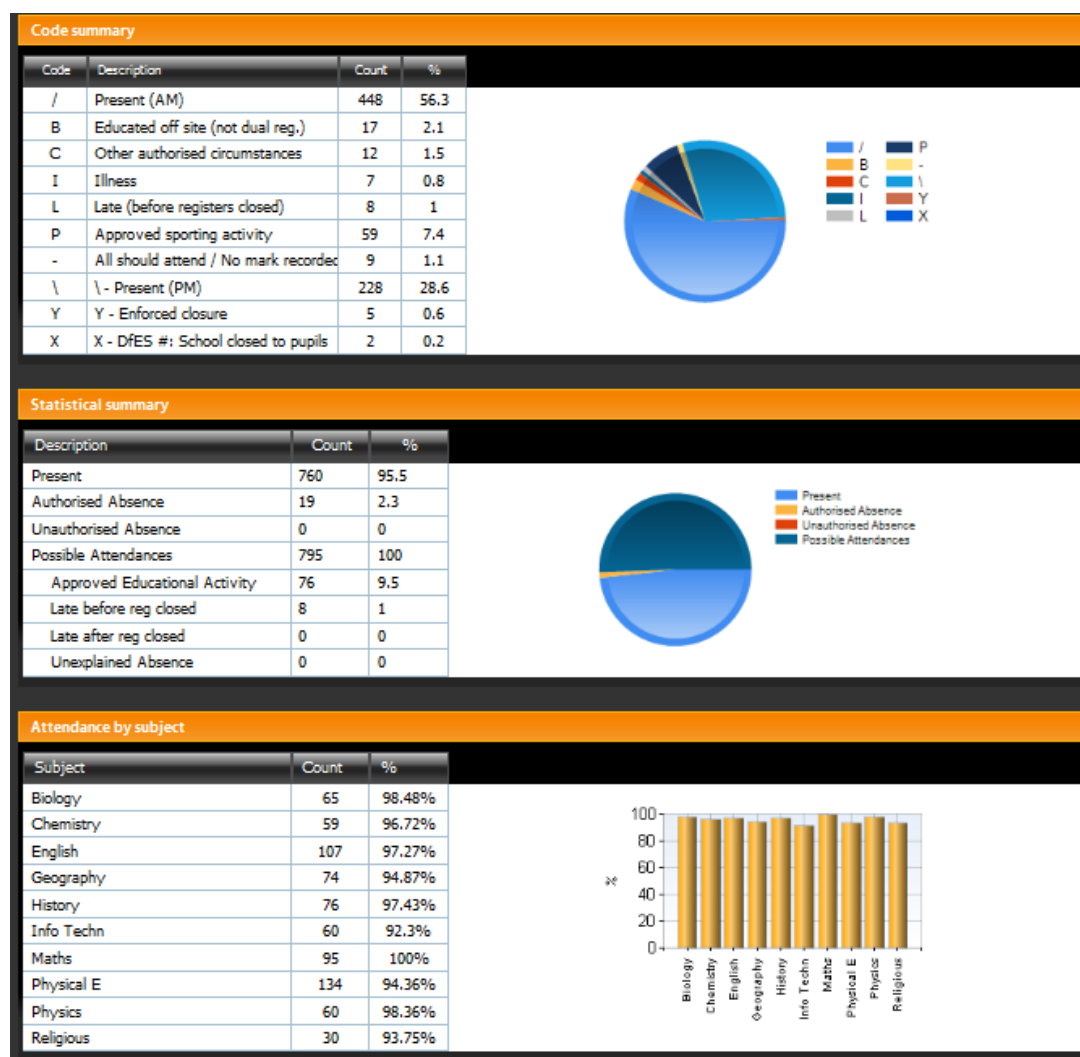 Code summary
Code Description Count %
/ Present (AM) 448 56.3
B Educated off site (not dual reg.) 17 2.1
C Other authorised circumstances 12 1.5
I Illness 7 0.8
L Late (before registers closed) 8 1
P Approved sporting activity 59 7.4
- All should attend / No mark recorded 9 1.1
\ \ - Present (PM) 228 28.6
Y Y - Enforced closure 5 0.6
X X - DfES #: School closed to pupils 2 0.2
/ P
B -
C \
I Y
L X
Statistical summary
Description Count %
Present 760 95.5
Authorised Absence 19 2.3
Unauthorised Absence 0 0
Possible Attendances 795 100
Approved Educational Activity 76 9.5
Late before reg closed 8 1
Late after reg closed 0 0
Unexplained Absence 0 0
Present
Authorised Absence
Unauthorised Absence
Possible Attendances
Attendance by subject
Subject Count %
Biology 65 98.48%
Chemistry 59 96.72%
English 107 97.27%
Geography 74 94.87%
History 76 97.43%
Info Techn 60 92.3%
Maths 95 100%
Physical E 134 94.36%
Physics 60 98.36%
Religious 30 93.75%
100
80
60
40
20
0
%
Biology
Chemistry
English
Geography
History
Info Techn
Maths
Physical E
Physics
Religious